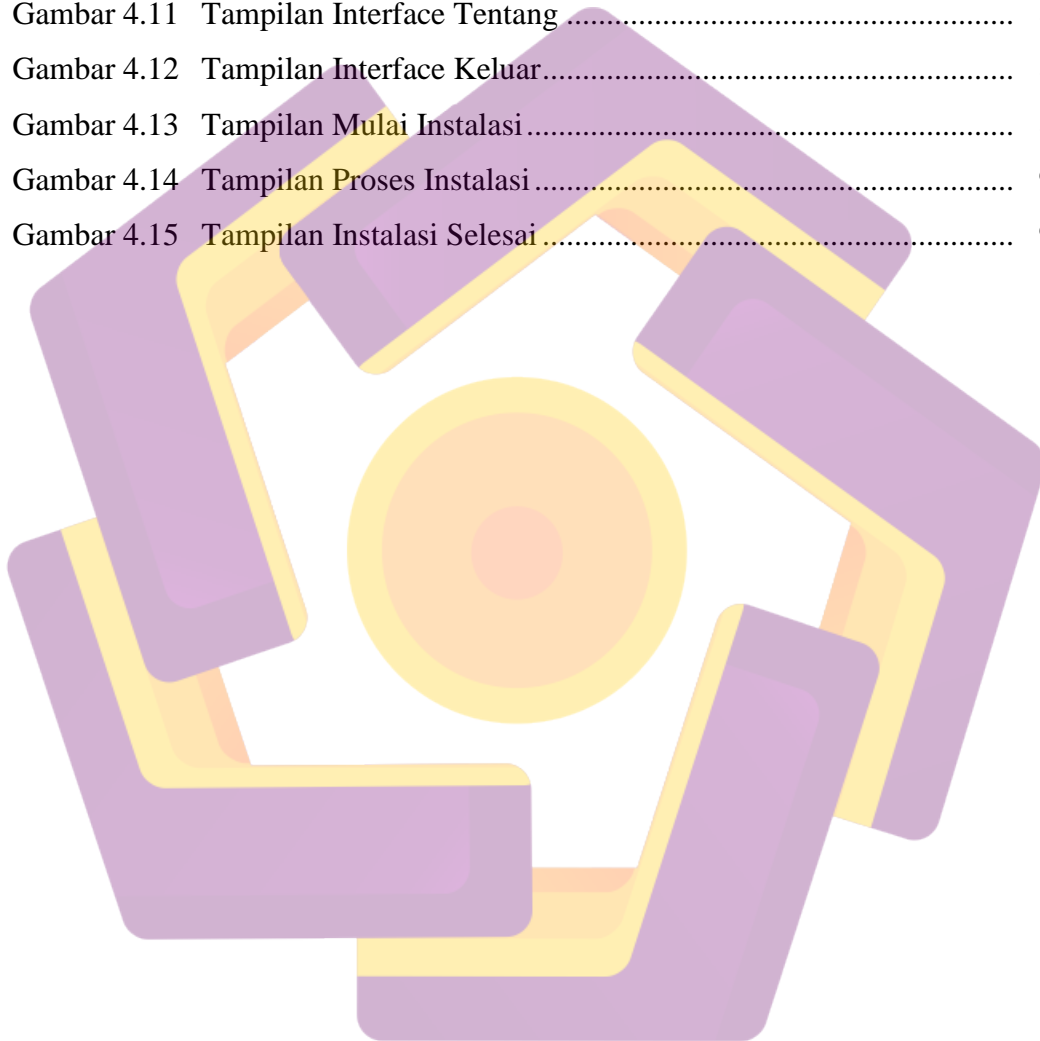 Gambar 4.11 Tampilan Interface Tentang ........................................................
Gambar 4.12 Tampilan Interface Keluar...........................................................
Gambar 4.13 Tampilan Mulai Instalasi.............................................................
Gambar 4.14 Tampilan Proses Instalasi............................................................
Gambar 4.15 Tampilan Instalasi Selesai...........................................................